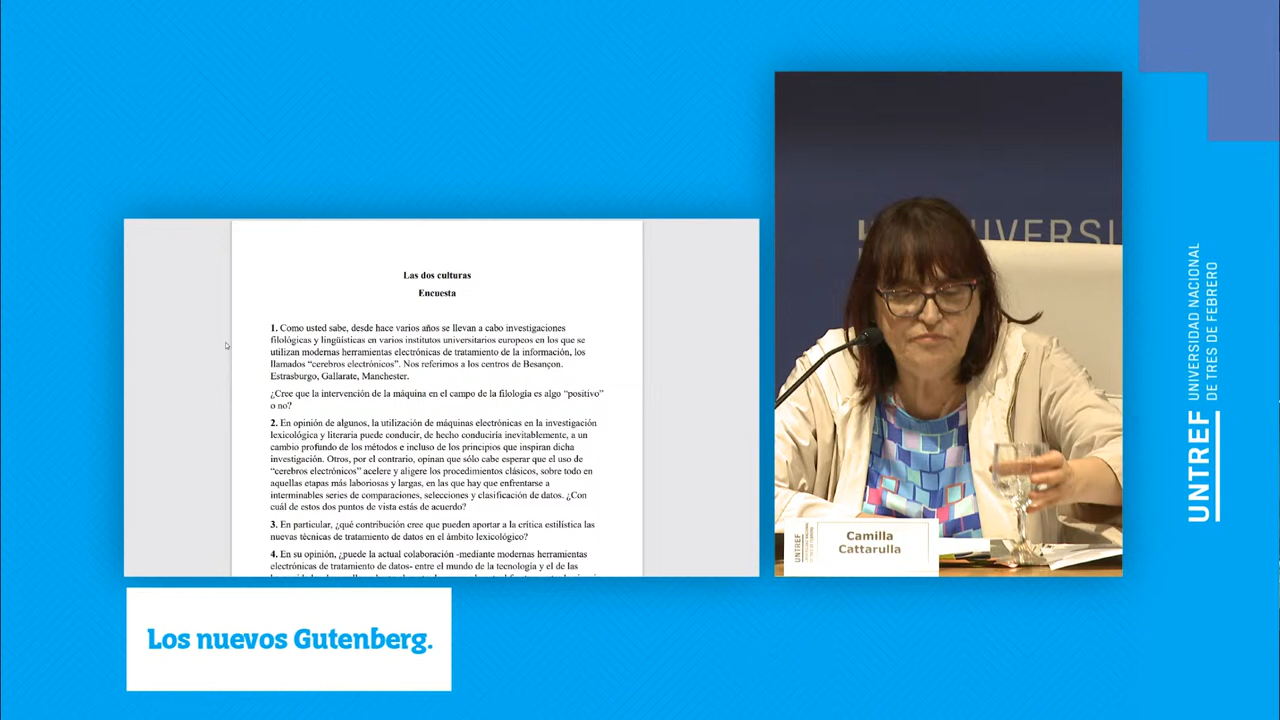 Las dos culturas
Encuesta
1. Como usted sabe, desde hace varios años se llevan a cabo investigaciones
filológicas y lingüísticas en varios institutos universitarios europeos en los que se
utilizan modernas herramientas electrónicas de tratamiento de la información, los
llamados “cerebros electrónicos”. Nos referimos a los centros de Besançon.
Estrasburgo, Gallarate, Manchester.
¿Cree que la intervención de la máquina en el campo de la filología es algo “positivo”
o no?
2. En opinión de algunos, la utilización de máquinas electrónicas en la investigación
lexicológica y literaria puede conducir, de hecho conduciría inevitablemente, a un
cambio profundo de los métodos e incluso de los principios que inspiran dicha
investigación. Otros, por el contrario, opinan que sólo cabe esperar que el uso de
“cerebros electrónicos” acelere y aligere los procedimientos clásicos, sobre todo en
aquellas etapas más laboriosas y largas, en las que hay que enfrentarse a
interminables series de comparaciones, selecciones y clasificación de datos. ¿Con
cuál de estos dos puntos de vista estás de acuerdo?
3. En particular, ¿qué contribución cree que pueden aportar a la crítica estilística las
nuevas técnicas de tratamiento de datos en el ámbito lexicológico?
4. En su opinión, ¿puede la actual colaboración -mediante modernas herramientas
electrónicas de tratamiento de datos- entre el mundo de la tecnología y el de las
UNIVERSI
UNTREF
Camilla
Cattarulla
Los nuevos Gutenberg.
UNTREF
UNIVERSIDAD NACIONAL
DE TRES DE FEBRERO